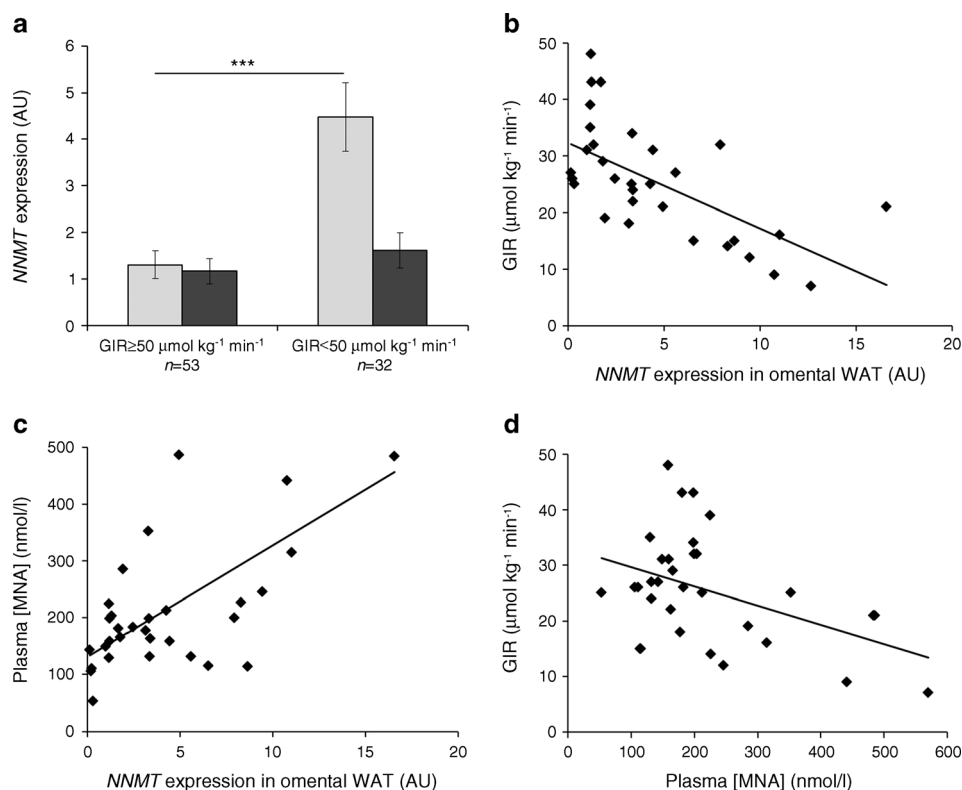 a
6
5
4
3
2
1
0
NNMT expression (AU)
***
GIR≥50 µmol kg⁻¹ min⁻¹
n=53
GIR<50 µmol kg⁻¹ min⁻¹
n=32
b
50
40
30
20
10
0
GIR (µmol kg⁻¹ min⁻¹)
0 5 10 15 20
NNMT expression in omental WAT (AU)
c
500
400
300
200
100
0
Plasma [MNA] (nmol/l)
0 5 10 15 20
NNMT expression in omental WAT (AU)
d
50
40
30
20
10
0
GIR (µmol kg⁻¹ min⁻¹)
0 100 200 300 400 500 600
Plasma [MNA] (nmol/l)